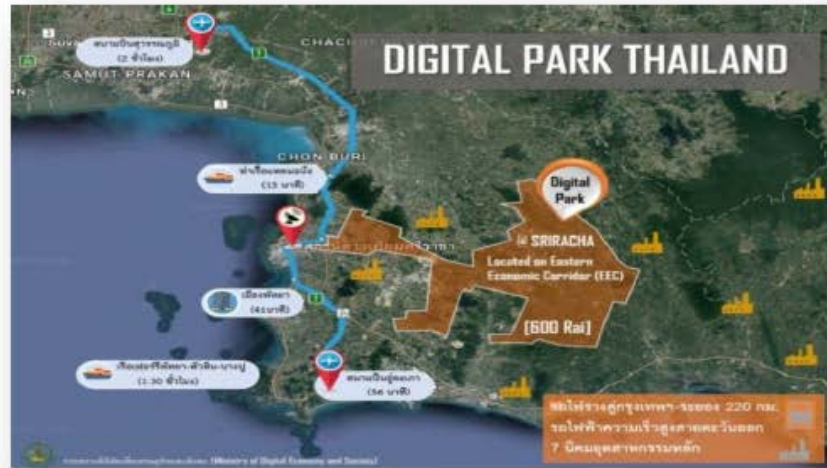 DIGITAL PARK THAILAND
สนามบินสุวรรณภูมิ
(2 ชั่วโมง)
SAMUT PRAKAN
CHON BURI
ท่าเรือแหลมฉบัง
(15 นาที)
Digital
Park
@ SRIRACHA
Located on Eastern
Economic Corridor (EEC)
[600 Rai]
เมืองพัทยา
(41นาที)
เรือเฟอร์รี่พัทยา-หัวหิน-บางปู
(1.30 ชั่วโมง)
สนามบินอู่ตะเภา
(56 นาที)
รถไฟรางคู่กรุงเทพฯ-ระยอง 220 กม.
รถไฟฟ้าความเร็วสูงสายตะวันออก
7 นิคมอุตสาหกรรมหลัก
(Ministry of Digital Economy and Society)